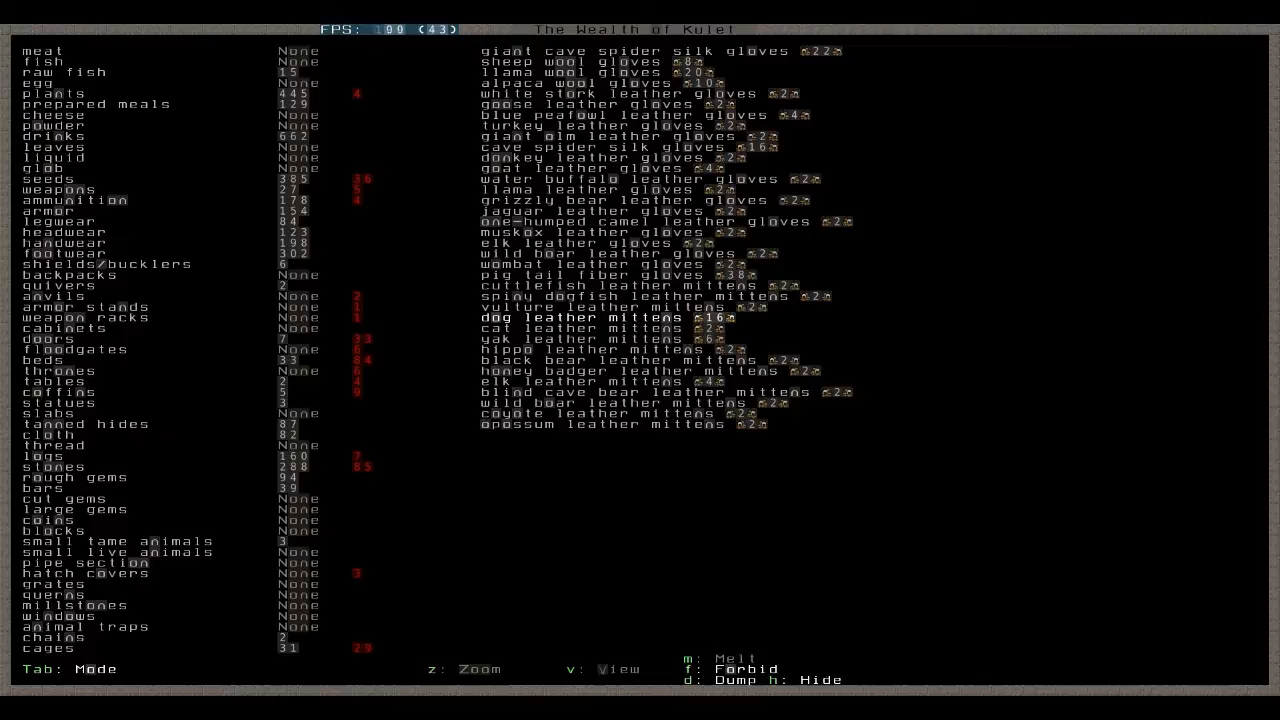 FPS: 199 (43) The Wealth of Kulet
meat None giant cave spider silk gloves 22
fish None sheep wool gloves 8
raw fish 15 llama wool gloves 20
egg None alpaca wool gloves 10
plants 445 4 white stork leather gloves 2
prepared meals 129 goose leather gloves 2
cheese None blue peafowl leather gloves 4
powder None turkey leather gloves 2
drinks 662 giant olm leather gloves 2
leaves None cave spider silk gloves 16
liquid None donkey leather gloves 2
glob None goat leather gloves 4
seeds 385 36 water buffalo leather gloves 2
weapons 27 5 llama leather gloves 2
ammunition 178 4 grizzly bear leather gloves 2
armor 154 jaguar leather gloves 2
legwear 84 one-humped camel leather gloves 2
headwear 123 muskox leather gloves 2
handwear 198 elk leather gloves 2
footwear 302 wild boar leather gloves 2
shields/bucklers 6 wombat leather gloves 2
backpacks None pig tail fiber gloves 38
quivers 2 cuttlefish leather mittens 2
anvils None 2 spiny dogfish leather mittens 2
armor stands None 1 vulture leather mittens 2
weapon racks None 1 dog leather mittens 16
cabinets None cat leather mittens 2
doors 7 33 yak leather mittens 6
floodgates None 6 hippo leather mittens 2
beds 33 84 black bear leather mittens 2
thrones None 6 honey badger leather mittens 2
tables 2 4 elk leather mittens 4
coffins 5 9 blind cave bear leather mittens 2
statues 3 wild boar leather mittens 2
slabs None coyote leather mittens 2
tanned hides 87 opossum leather mittens 2
cloth 82
thread None
logs 160 7
stones 288 85
rough gems 94
bars 39
cut gems None
large gems None
coins None
blocks None
small tame animals 3
small live animals None
pipe section None
hatch covers None 3
grates None
querns None
millstones None
windows None
animal traps None
chains 2
cages 31 29
m: Melt
Tab: Mode z: Zoom v: View f: Forbid
d: Dump h: Hide